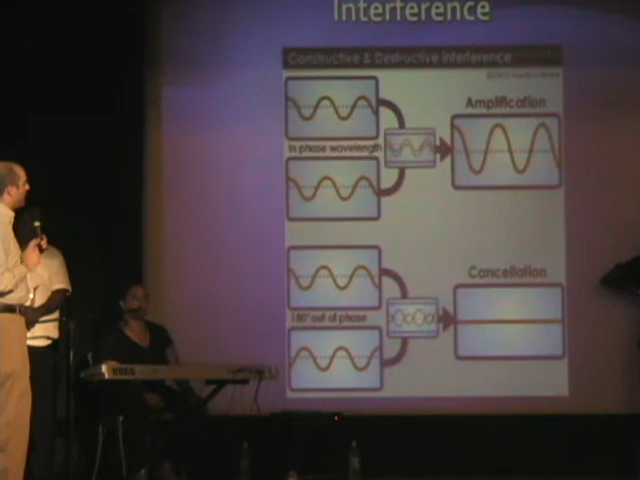 Interference
Constructive & Destructive interference
Amplification
in phase wavelength
Cancellation
180° out of phase
KORG